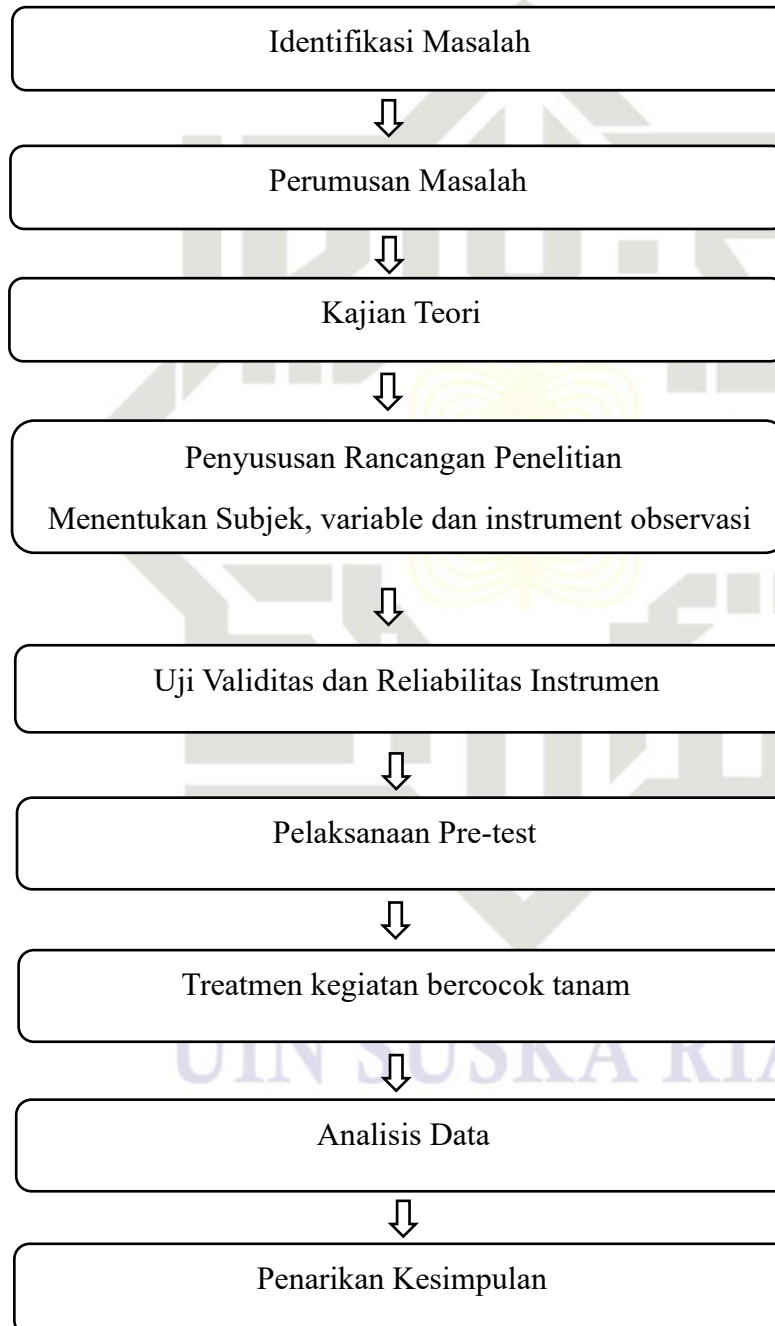 Identifikasi Masalah
Perumusan Masalah
Kajian Teori
Penyususan Rancangan Penelitian
Menentukan Subjek, variable dan instrument observasi
Uji Validitas dan Reliabilitas Instrumen
Pelaksanaan Pre-test
Treatmen kegiatan bercocok tanam
UIN SUSKA
Analisis Data
Penarikan Kesimpulan